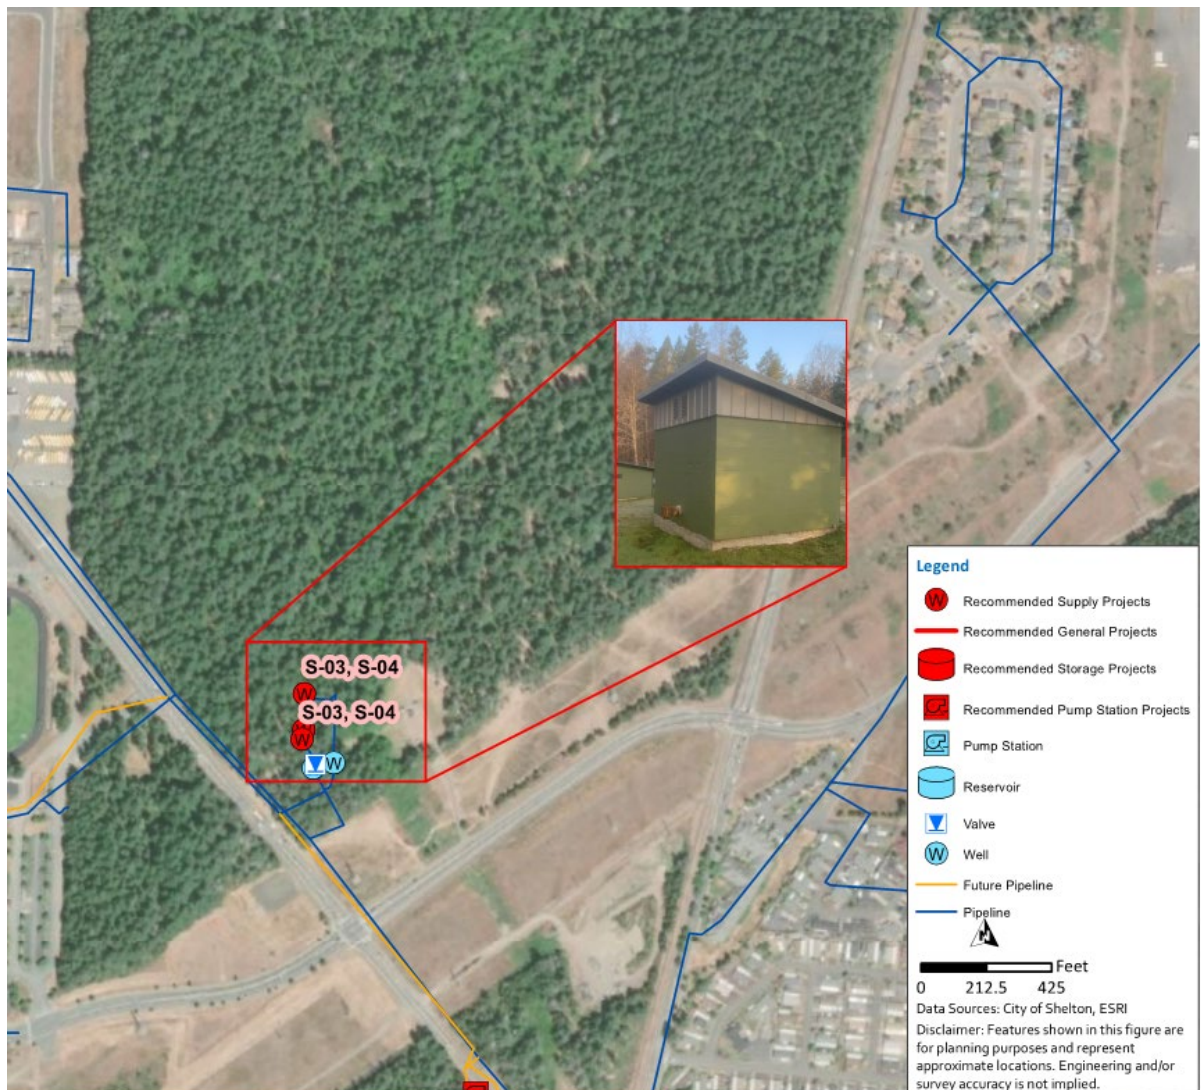 S-03, S-04
W
S-03, S-04
W
W
Legend
W Recommended Supply Projects
Recommended General Projects
Recommended Storage Projects
Recommended Pump Station Projects
Pump Station
Reservoir
Valve
W Well
Future Pipeline
Pipeline
N
Feet
0 212.5 425
Data Sources: City of Shelton, ESRI
Disclaimer: Features shown in this figure are
for planning purposes and represent
approximate locations. Engineering and/or
survey accuracy is not implied.